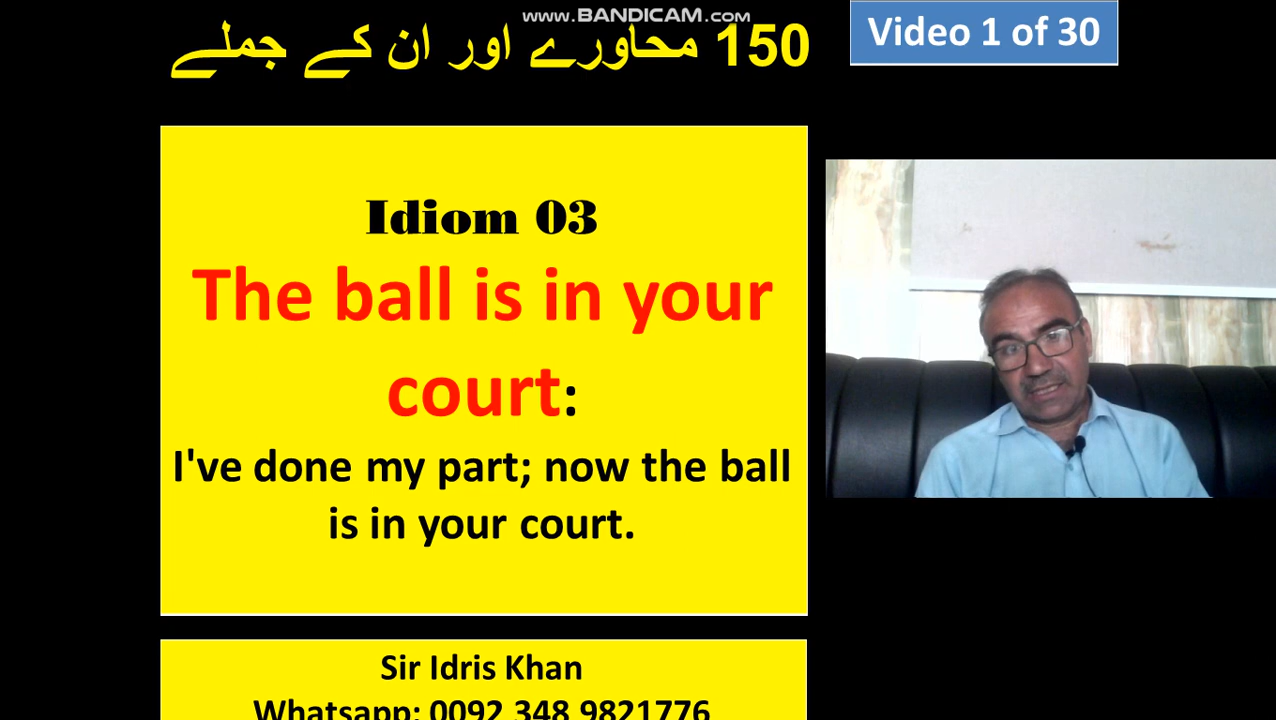 www.BANDICAM.com
150 محاورے اور ان کے جملے
Video 1 of 30
Idiom 03
The ball is in your
court:
I've done my part; now the ball
is in your court.
Sir Idris Khan
Whatsapp: 0092 348 9821776